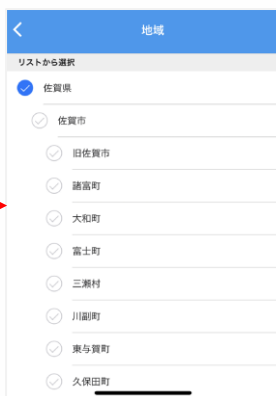 地域
リストから選択
佐賀県
佐賀市
旧佐賀市
諸富町
大和町
富士町
三瀬村
川副町
東与賀町
久保田町